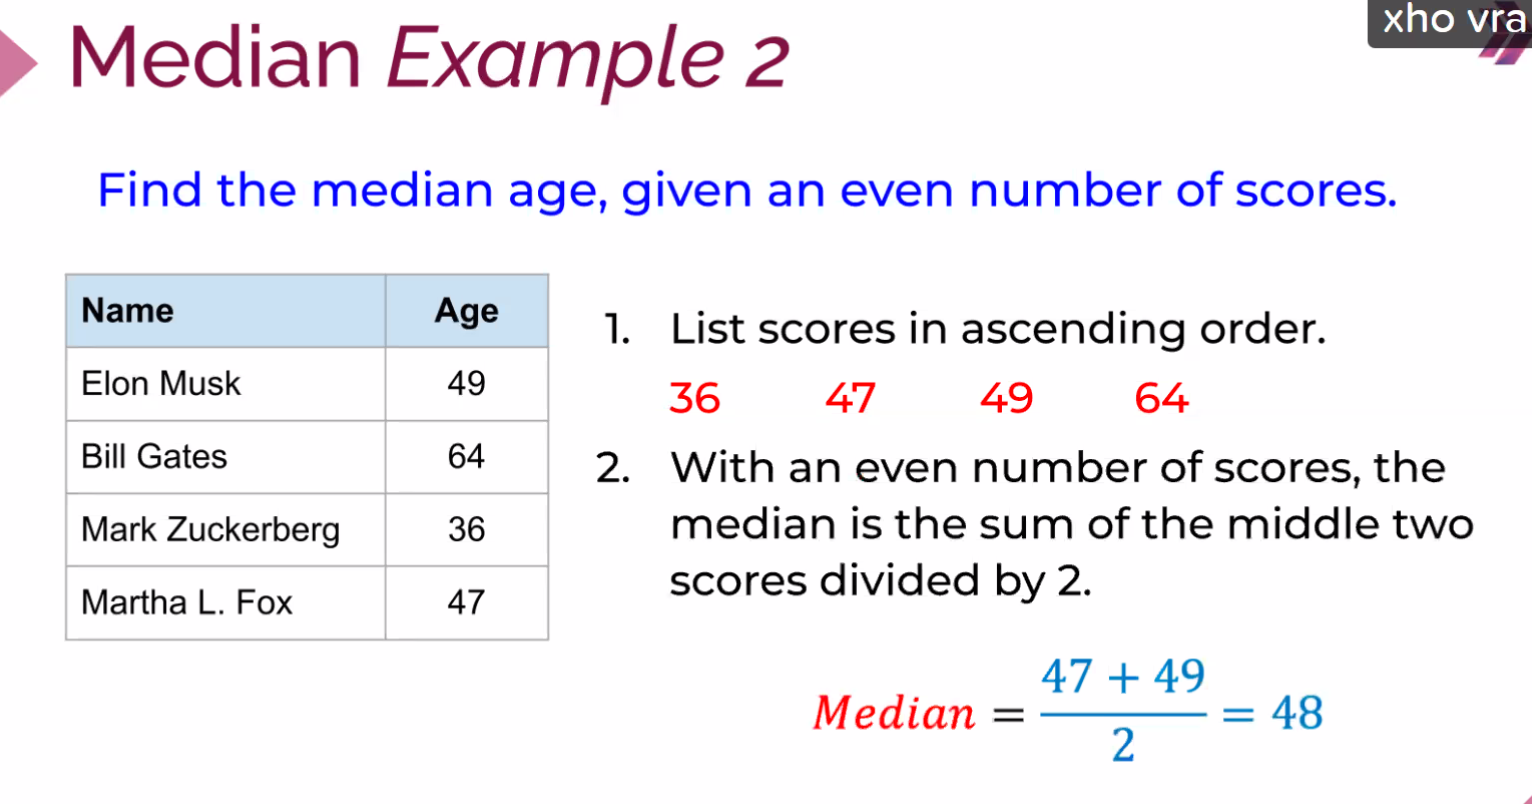 xho vra
Median Example 2
Find the median age, given an even number of scores.
Name Age
Elon Musk 49
Bill Gates 64
Mark Zuckerberg 36
Martha L. Fox 47
1. List scores in ascending order.
36 47 49 64
2. With an even number of scores, the
median is the sum of the middle two
scores divided by 2.
Median = (47 + 49)/2 = 48